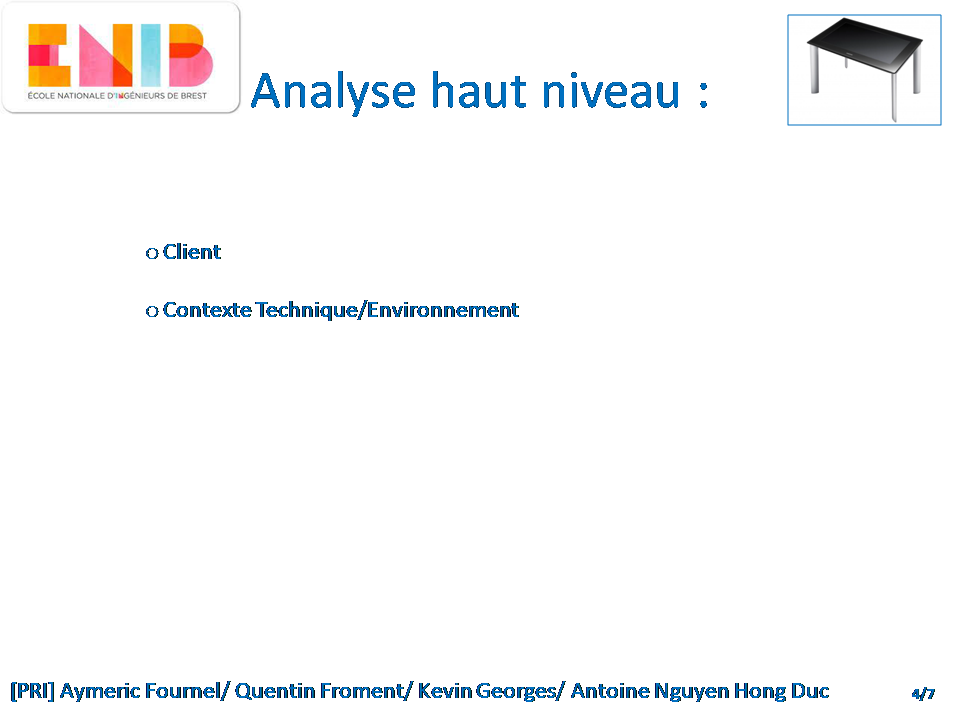 ENIB
ÉCOLE NATIONALE D'INGÉNIEURS DE BREST
Analyse haut niveau :
o Client
o Contexte Technique/Environnement
[PRI] Aymeric Fournel/ Quentin Froment/ Kevin Georges/ Antoine Nguyen Hong Duc
4/7